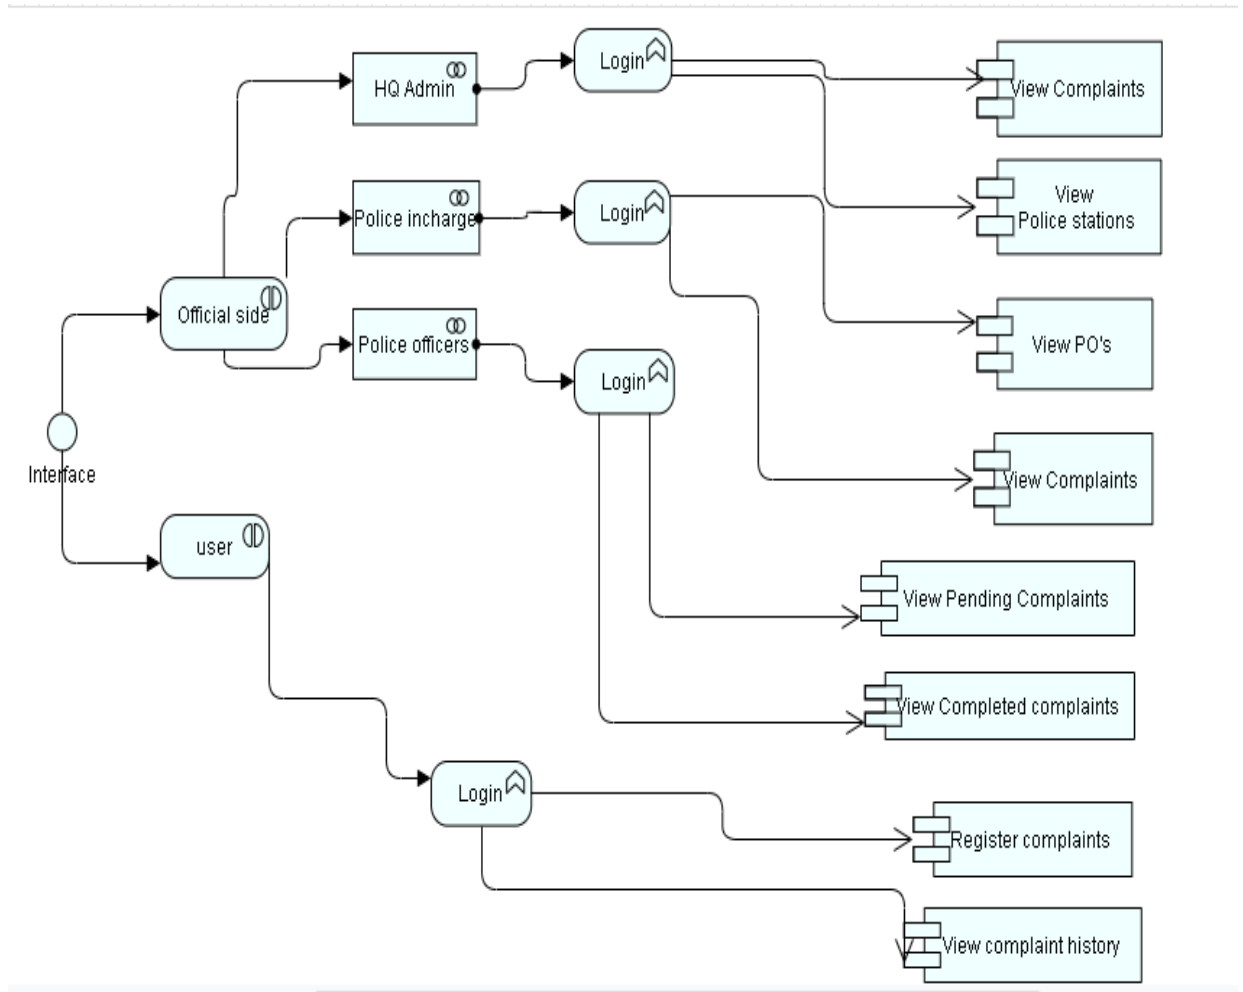 HQ Admin
Login
View Complaints
Police incharge
Login
View
Police stations
Official side
Police officers
Login
View PO's
Interface
View Complaints
user
View Pending Complaints
View Completed complaints
Login
Register complaints
View complaint history